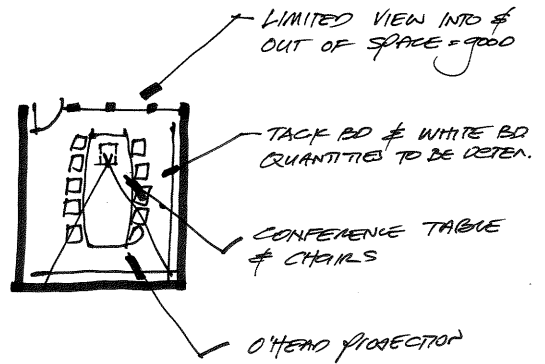 LIMITED VIEW INTO &
OUT OF SPACE = GOOD
TACK BD & WHITE BD.
QUANTITIES TO BE DETER.
CONFERENCE TABLE
& CHAIRS
O'HEAD PROJECTION